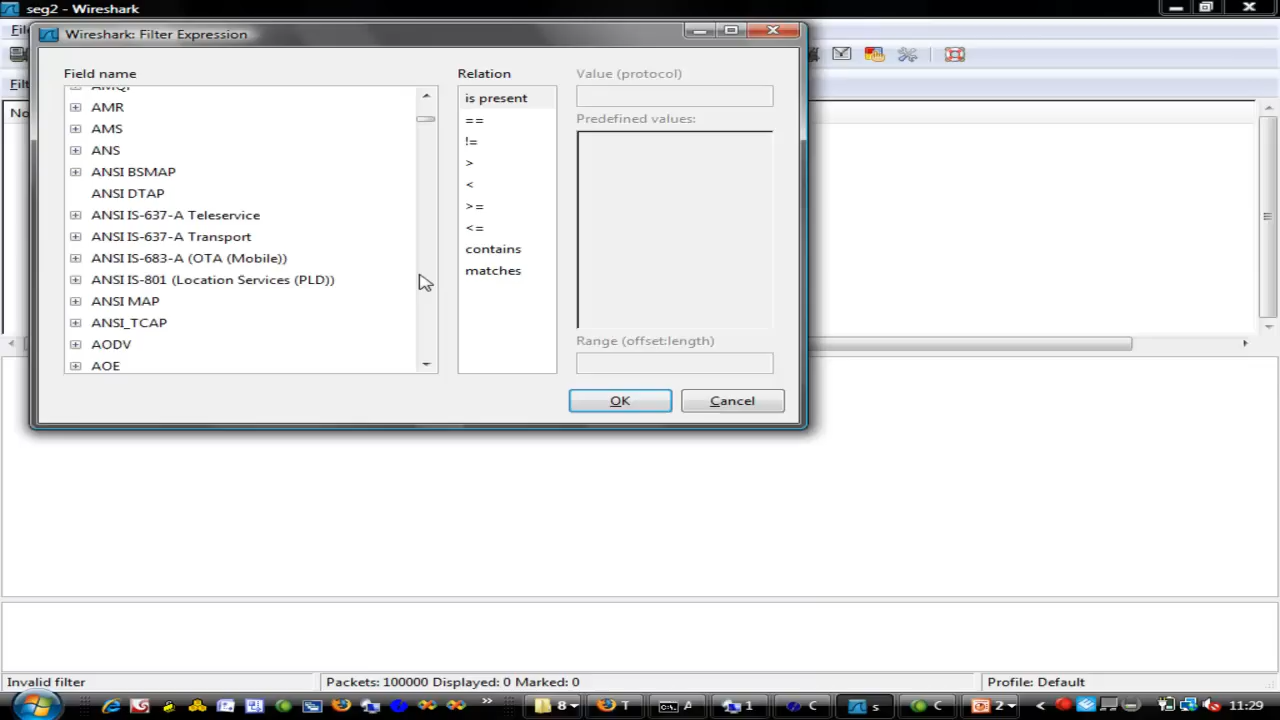 seg2 - Wireshark
Wireshark: Filter Expression
Field name
AMR
AMS
ANS
ANSI BSMAP
ANSI DTAP
ANSI IS-637-A Teleservice
ANSI IS-637-A Transport
ANSI IS-683-A (OTA (Mobile))
ANSI IS-801 (Location Services (PLD))
ANSI MAP
ANSI_TCAP
AODV
AOE
Relation
is present
==
!=
>
<
>=
<=
contains
matches
Value (protocol)
Predefined values:
Range (offset:length)
OK
Cancel
Invalid filter
Packets: 100000 Displayed: 0 Marked: 0
Profile: Default
8
T
A
1
C
s
C
2
11:29